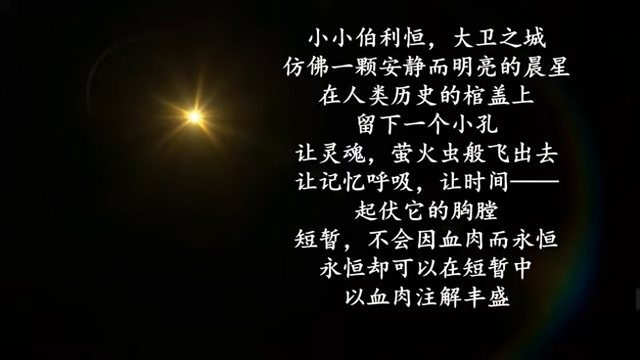 小小伯利恒，大卫之城
仿佛一颗安静而明亮的晨星
在人类历史的棺盖上
留下一个小孔
让灵魂，萤火虫般飞出去
让记忆呼吸，让时间——
起伏它的胸膛
短暂，不会因血肉而永恒
永恒却可以在短暂中
以血肉注解丰盛